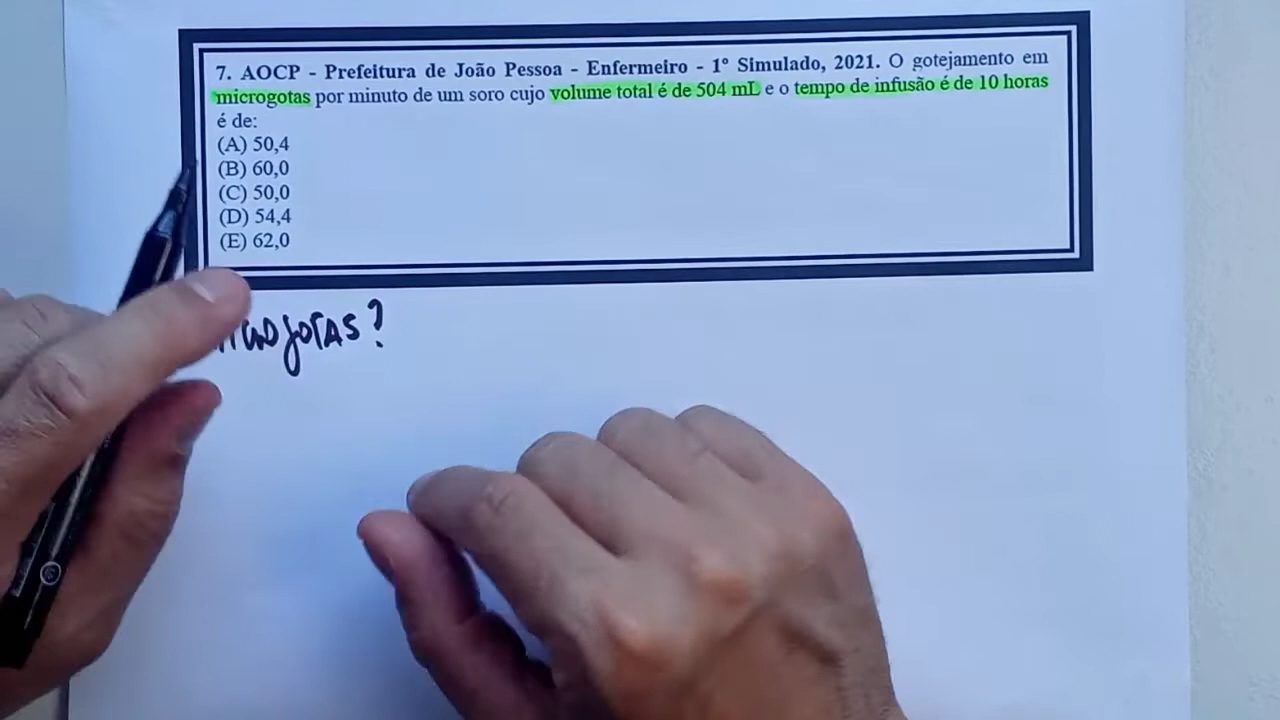 7. AOCP - Prefeitura de João Pessoa - Enfermeiro - 1º Simulado, 2021. O gotejamento em
microgotas por minuto de um soro cujo volume total é de 504 mL e o tempo de infusão é de 10 horas
é de:
(A) 50,4
(B) 60,0
(C) 50,0
(D) 54,4
(E) 62,0